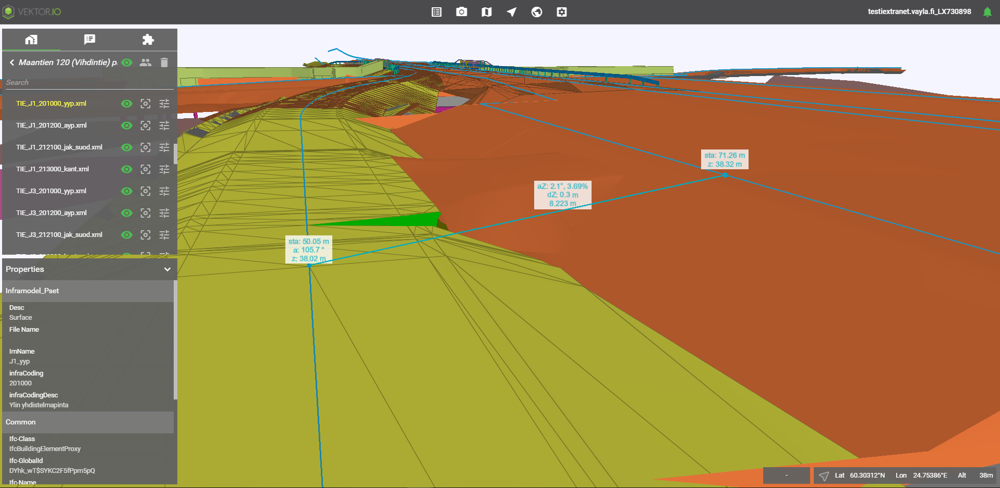 VEKTOR.IO
testiextranet.vayla.fi_LX730898
Maantien 120 (Vihdintie) p
Search
TIE_J1_201000_yyp.xml
TIE_J1_201200_ayp.xml
TIE_J1_212100_jak_suod.xml
TIE_J1_213000_kant.xml
TIE_J3_201000_yyp.xml
TIE_J3_201200_ayp.xml
TIE_J3_212100_jak_suod.xml
Properties
Inframodel_Pset
Desc
Surface
File Name
ImName
J1_yyp
infraCoding
201000
infraCodingDesc
Ylin yhdistelmapinta
Common
Ifc-Class
IfcBuildingElementProxy
Ifc-GlobalId
DYhk_wT$SYKC2F5fPpm5pQ
Ifc-Name
sta: 71.26 m
z: 38.32 m
aZ: 2.1°, 3.69%
dZ: 0.3 m
8.223 m
sta: 50.05 m
a: 105.7 °
z: 38.02 m
-
Lat 60.30312°N Lon 24.75386°E Alt 38m